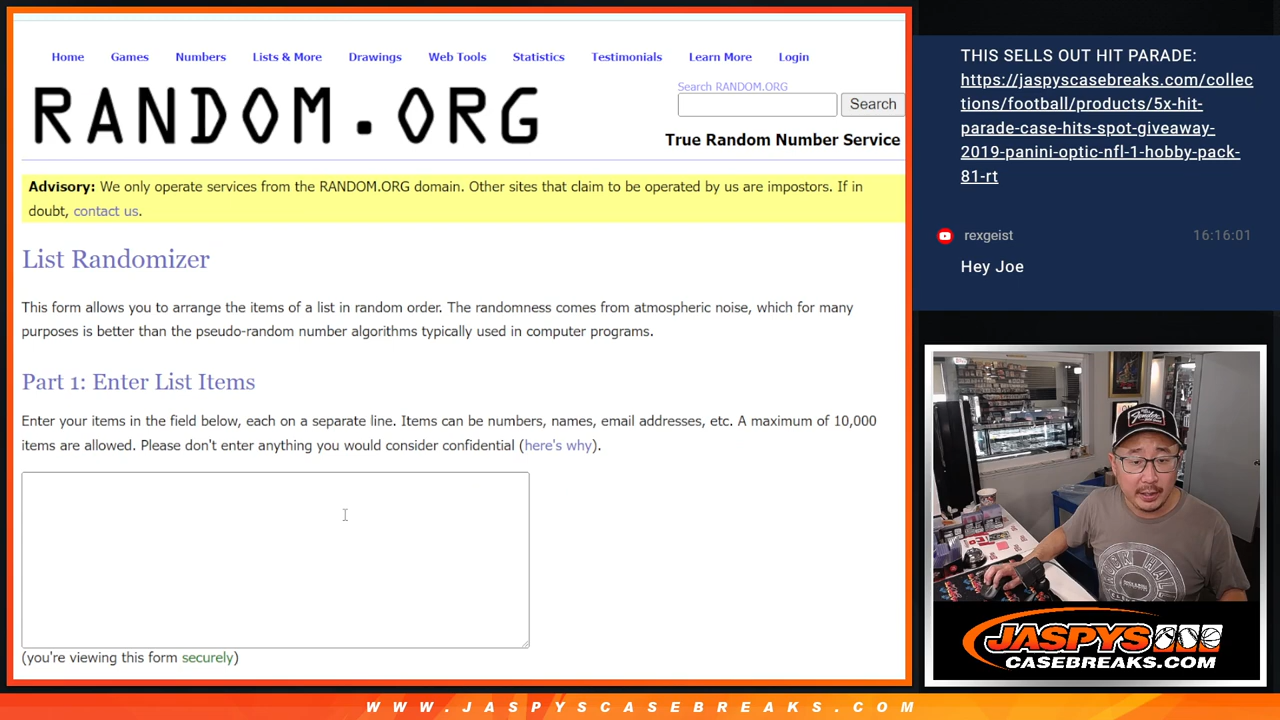 Home Games Numbers Lists & More Drawings Web Tools Statistics Testimonials Learn More Login
RANDOM.ORG
Search RANDOM.ORG
Search
True Random Number Service
Advisory: We only operate services from the RANDOM.ORG domain. Other sites that claim to be operated by us are impostors. If in
doubt, contact us.
List Randomizer
This form allows you to arrange the items of a list in random order. The randomness comes from atmospheric noise, which for many
purposes is better than the pseudo-random number algorithms typically used in computer programs.
Part 1: Enter List Items
Enter your items in the field below, each on a separate line. Items can be numbers, names, email addresses, etc. A maximum of 10,000
items are allowed. Please don't enter anything you would consider confidential (here's why).
(you're viewing this form securely)
THIS SELLS OUT HIT PARADE:
https://jaspyscasebreaks.com/collec
tions/football/products/5x-hit-
parade-case-hits-spot-giveaway-
2019-panini-optic-nfl-1-hobby-pack-
81-rt
rexgeist 16:16:01
Hey Joe
Fender
JASPYS
CASEBREAKS.COM
WWW.JASPYSCASEBREAKS.COM